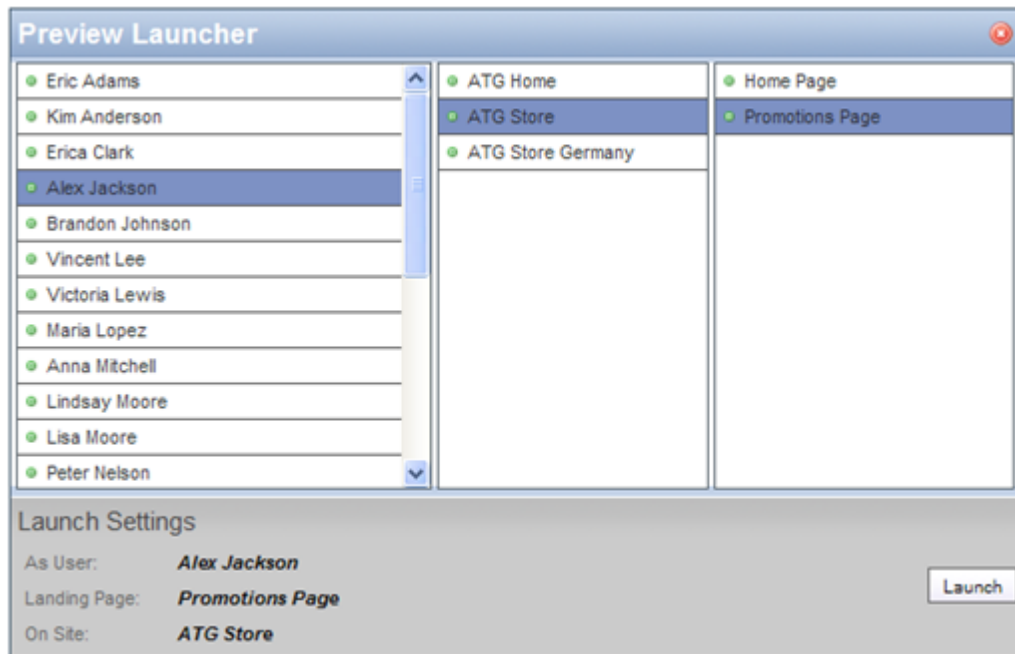 Preview Launcher
Eric Adams
Kim Anderson
Erica Clark
Alex Jackson
Brandon Johnson
Vincent Lee
Victoria Lewis
Maria Lopez
Anna Mitchell
Lindsay Moore
Lisa Moore
Peter Nelson
ATG Home
ATG Store
ATG Store Germany
Home Page
Promotions Page
Launch Settings
As User: Alex Jackson
Landing Page: Promotions Page
On Site: ATG Store
Launch